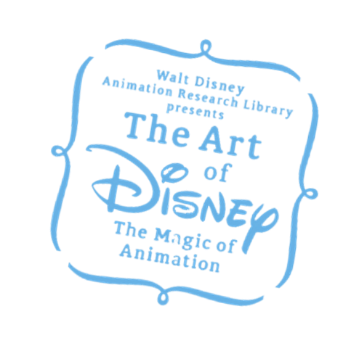 Walt Disney
Animation Research Library
presents
The Art
of
Disney
The Magic of
Animation